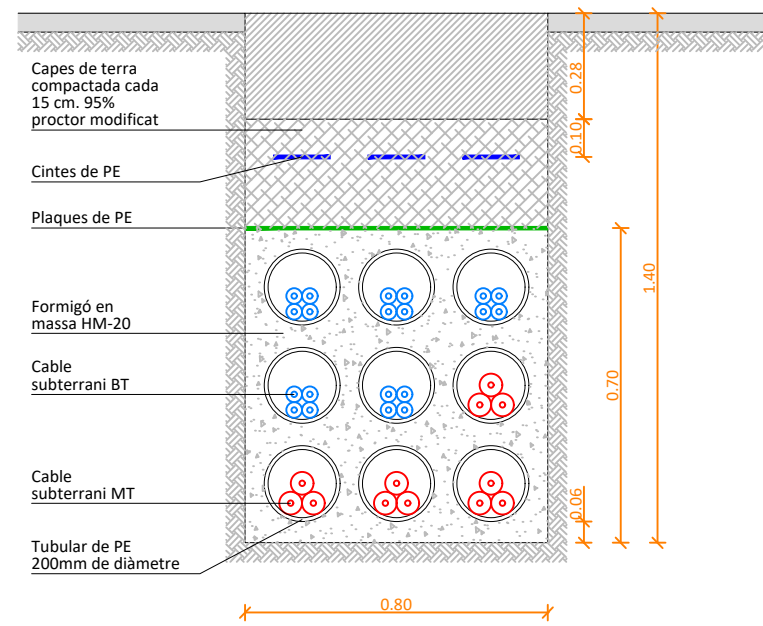 Capes de terra
compactada cada
15 cm. 95%
proctor modificat
Cintes de PE
Plaques de PE
Formigó en
massa HM-20
Cable
subterrani BT
Cable
subterrani MT
Tubular de PE
200mm de diàmetre
0.28
0.10
1.40
0.70
0.06
0.80